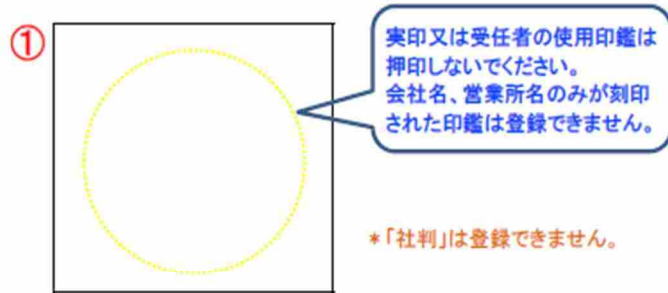 ①
実印又は受任者の使用印鑑は
押印しないでください。
会社名、営業所名のみが刻印
された印鑑は登録できません。
*「社判」は登録できません。